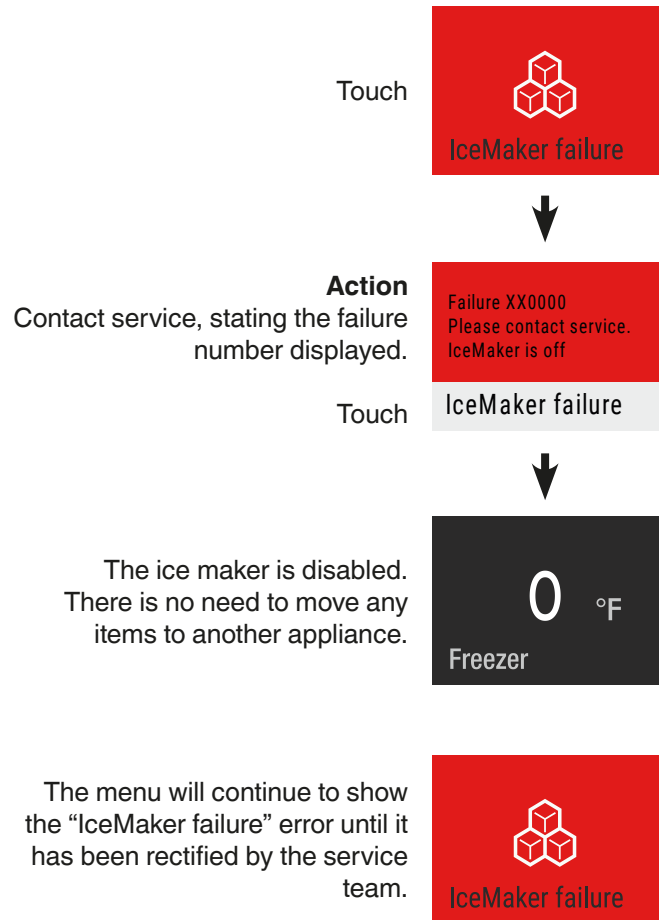 Touch
IceMaker failure
Action
Contact service, stating the failure
number displayed.
Failure XX0000
Please contact service.
IceMaker is off
Touch
IceMaker failure
The ice maker is disabled.
There is no need to move any
items to another appliance.
0 °F
Freezer
The menu will continue to show
the “IceMaker failure” error until it
has been rectified by the service
team.
IceMaker failure